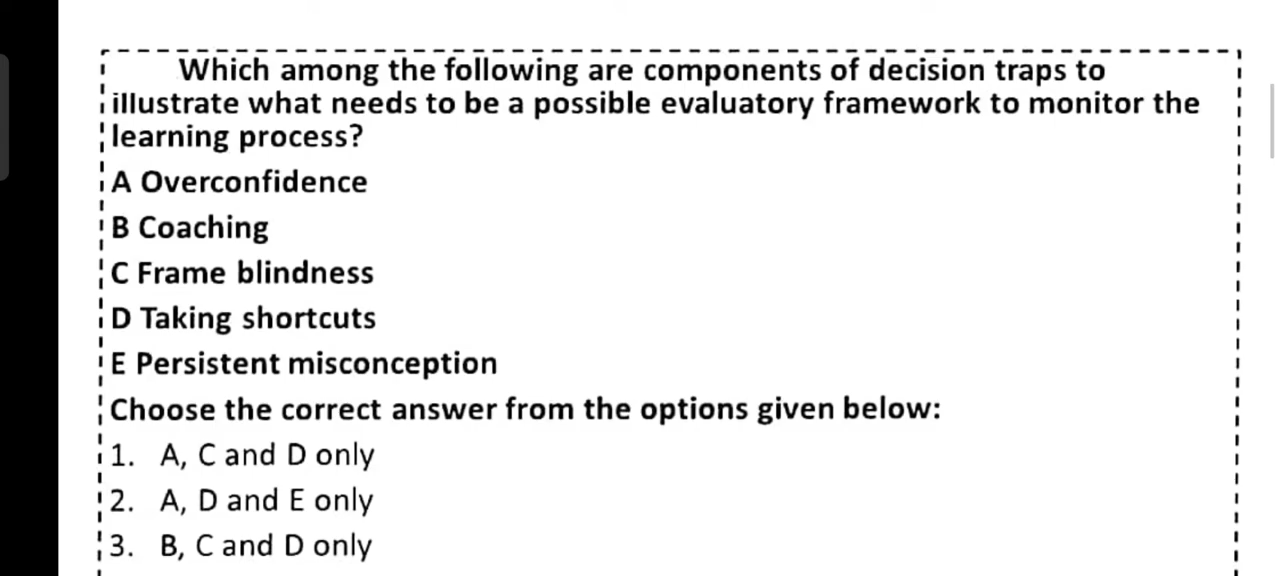 Which among the following are components of decision traps to
illustrate what needs to be a possible evaluatory framework to monitor the
learning process?
A Overconfidence
B Coaching
C Frame blindness
D Taking shortcuts
E Persistent misconception
Choose the correct answer from the options given below:
1. A, C and D only
2. A, D and E only
3. B, C and D only